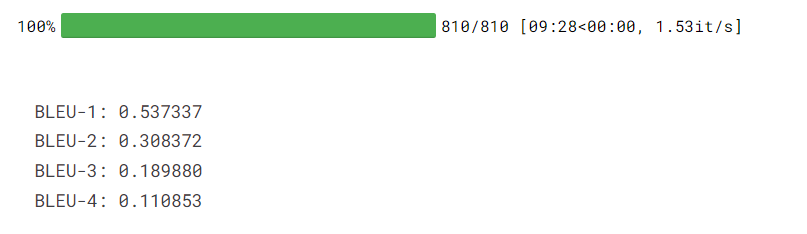 100% 810/810 [09:28<00:00, 1.53it/s]
BLEU-1: 0.537337
BLEU-2: 0.308372
BLEU-3: 0.189880
BLEU-4: 0.110853